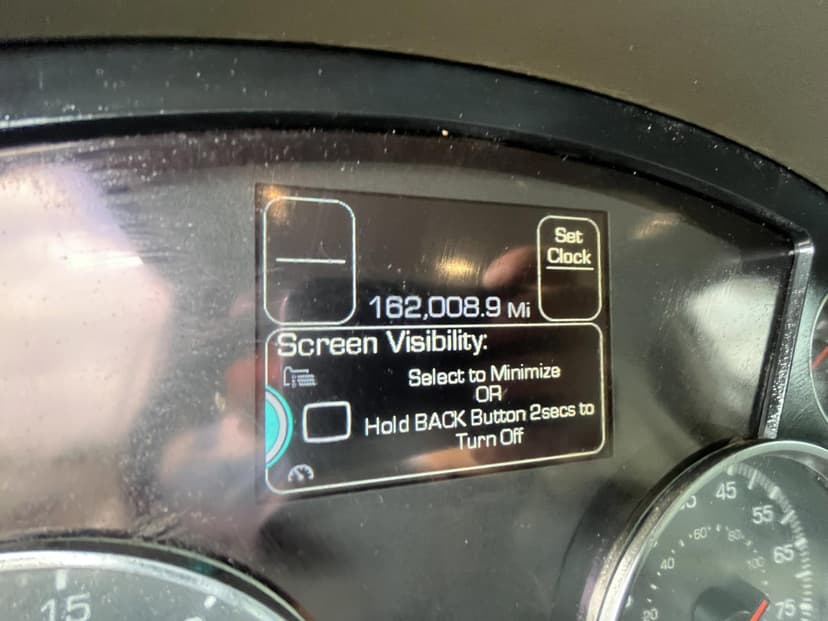 Set
Clock
162,008.9 Mi
Screen Visibility:
Select to Minimize
OR
Hold BACK Button 2secs to
Turn Off
45
55
65
75
40
60
80
100
20
15